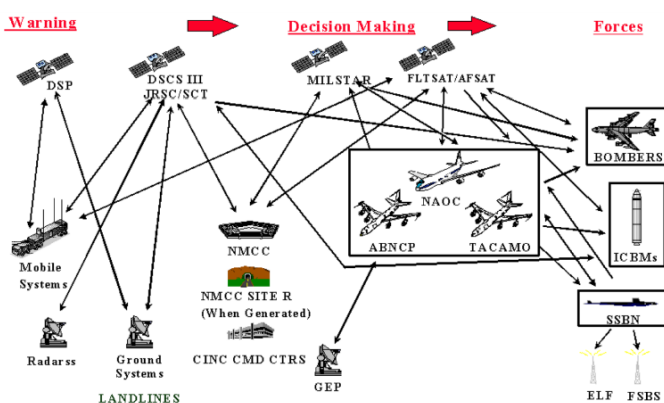 Warning
Decision Making
Forces
DSP
DSCS III
JRSC/SCT
MILSTAR
FLTSAT/AFSAT
BOMBERS
NAOC
ABNCP
TACAMO
NMCC
ICBMs
Mobile
Systems
NMCC SITE R
(When Generated)
SSBN
Radarss
Ground
Systems
CINC CMD CTRS
GEP
ELF
FSBS
LANDLINES